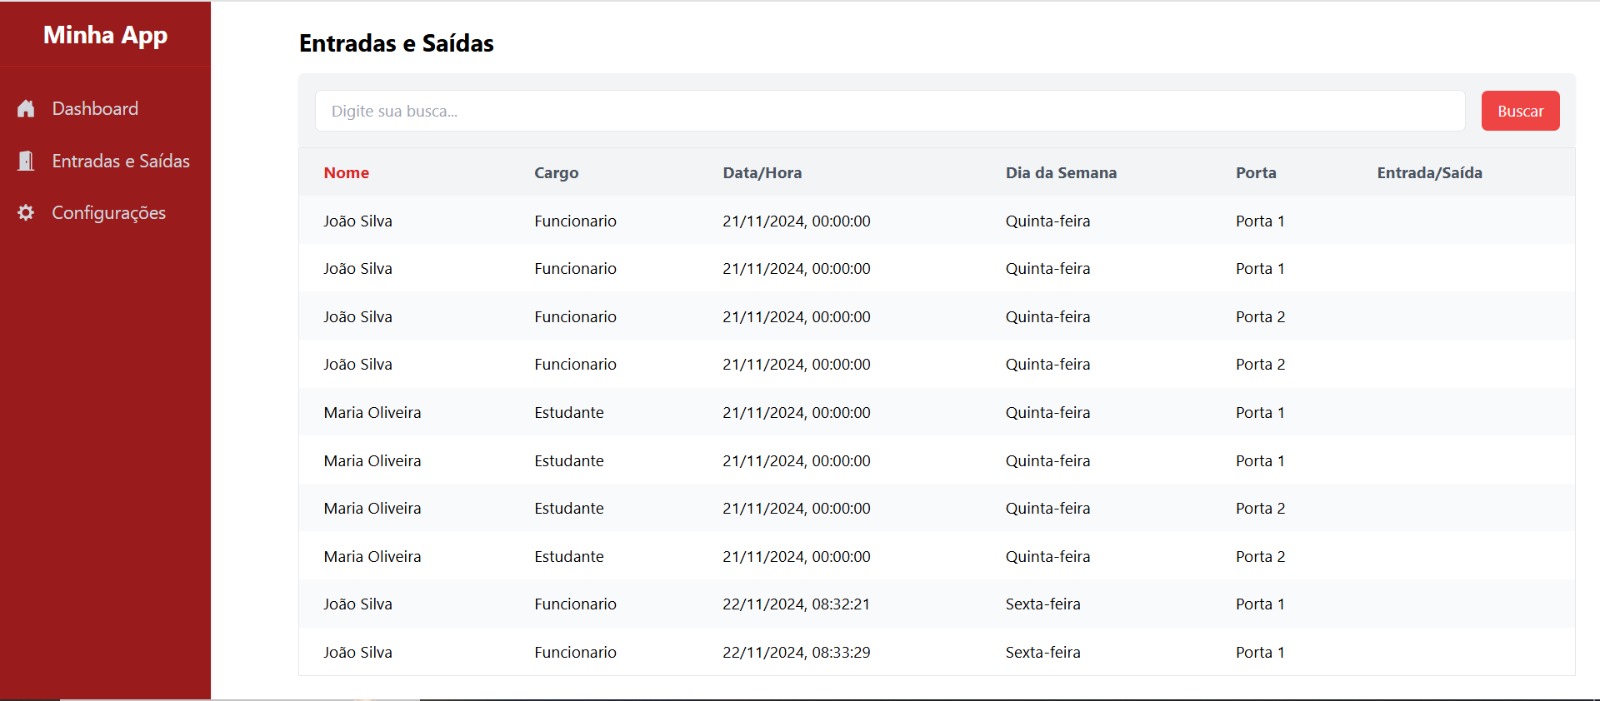 Minha App
Dashboard
Entradas e Saídas
Configurações
Entradas e Saídas
Digite sua busca...
Buscar
Nome Cargo Data/Hora Dia da Semana Porta Entrada/Saída
João Silva Funcionario 21/11/2024, 00:00:00 Quinta-feira Porta 1
João Silva Funcionario 21/11/2024, 00:00:00 Quinta-feira Porta 1
João Silva Funcionario 21/11/2024, 00:00:00 Quinta-feira Porta 2
João Silva Funcionario 21/11/2024, 00:00:00 Quinta-feira Porta 2
Maria Oliveira Estudante 21/11/2024, 00:00:00 Quinta-feira Porta 1
Maria Oliveira Estudante 21/11/2024, 00:00:00 Quinta-feira Porta 1
Maria Oliveira Estudante 21/11/2024, 00:00:00 Quinta-feira Porta 2
Maria Oliveira Estudante 21/11/2024, 00:00:00 Quinta-feira Porta 2
João Silva Funcionario 22/11/2024, 08:32:21 Sexta-feira Porta 1
João Silva Funcionario 22/11/2024, 08:33:29 Sexta-feira Porta 1